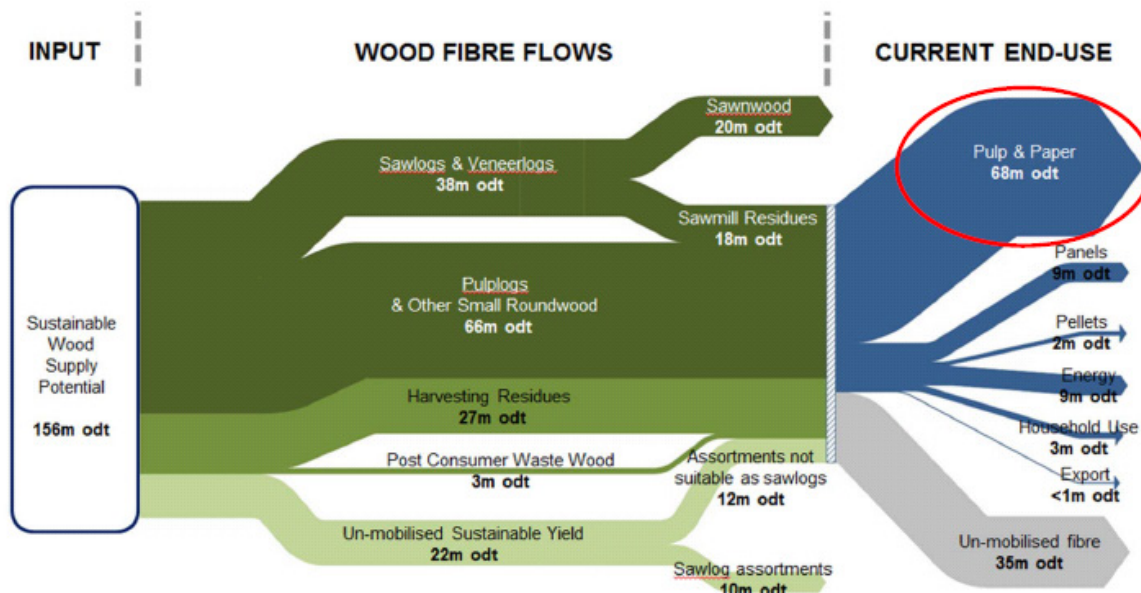 INPUT
WOOD FIBRE FLOWS
CURRENT END-USE
Sustainable
Wood
Supply
Potential
156m odt
Sawlogs & Veneerlogs
38m odt
Sawnwood
20m odt
Sawmill Residues
18m odt
Pulplogs
& Other Small Roundwood
66m odt
Harvesting Residues
27m odt
Post Consumer Waste Wood
3m odt
Assortments not
suitable as sawlogs
12m odt
Un-mobilised Sustainable Yield
22m odt
Sawlog assortments
10m odt
Pulp & Paper
68m odt
Panels
9m odt
Pellets
2m odt
Energy
9m odt
Household Use
3m odt
Export
<1m odt
Un-mobilised fibre
35m odt